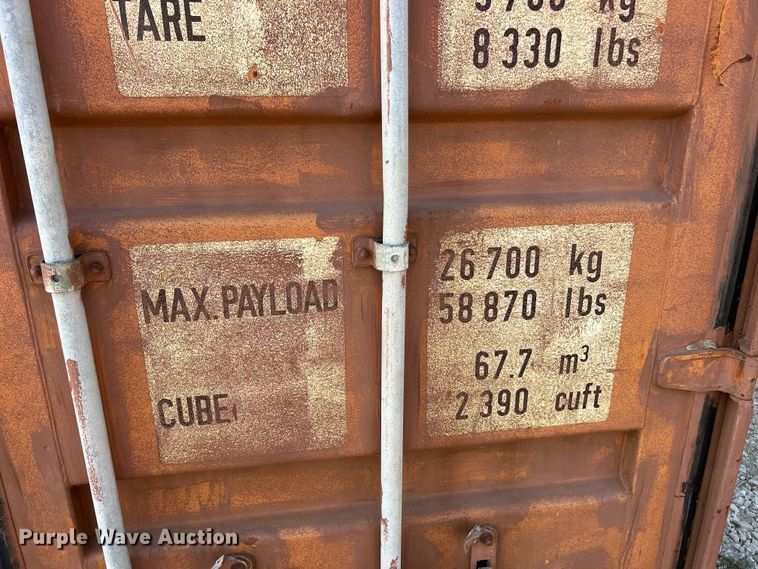 TARE kg
8 330 lbs
MAX. PAYLOAD 26 700 kg
58 870 lbs
67.7 m³
CUBE 2 390 cuft
Purple Wave Auction®